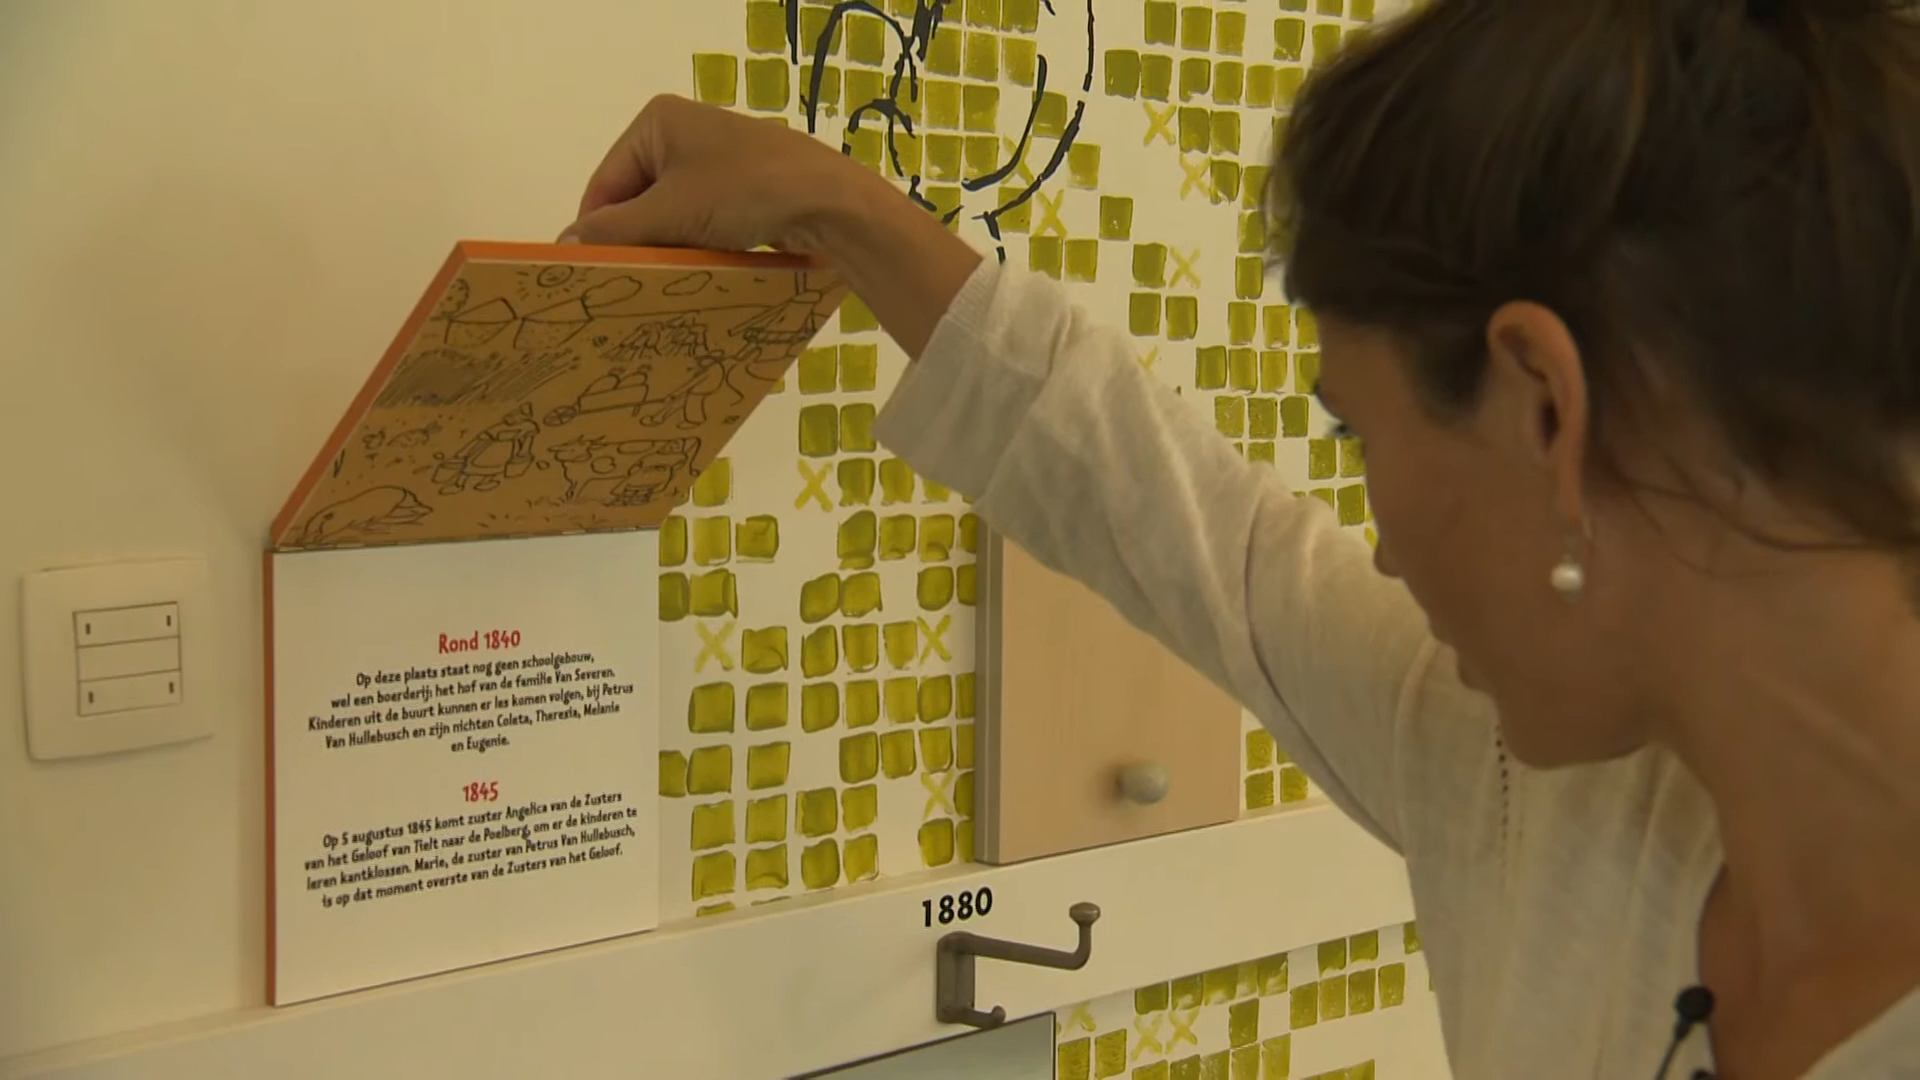 Rond 1840
Op deze plaats staat nog geen schoolgebouw,
wel een boerderij: het hof van de familie Van Severen.
Kinderen uit de buurt kunnen er les komen volgen, bij Petrus
Van Hullebusch en zijn nichten Coleta, Theresia, Melanie
en Eugenie.
1845
Op 5 augustus 1845 komt zuster Angelica van de Zusters
van het Geloof van Tielt naar de Poelberg, om er de kinderen te
leren kantklossen. Marie, de zuster van Petrus Van Hullebusch,
is op dat moment overste van de Zusters van het Geloof.
1880